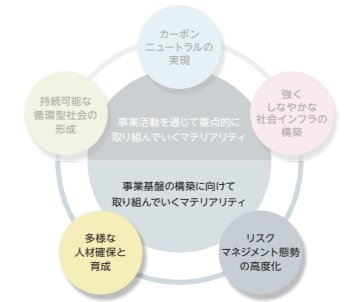 カーボン
ニュートラルの
実現
持続可能な
循環型社会の
形成
強く
しなやかな
社会インフラの
構築
事業活動を通じて重点的に
取り組んでいくマテリアリティ
事業基盤の構築に向けて
取り組んでいくマテリアリティ
多様な
人材確保と
育成
リスク
マネジメント態勢
の高度化